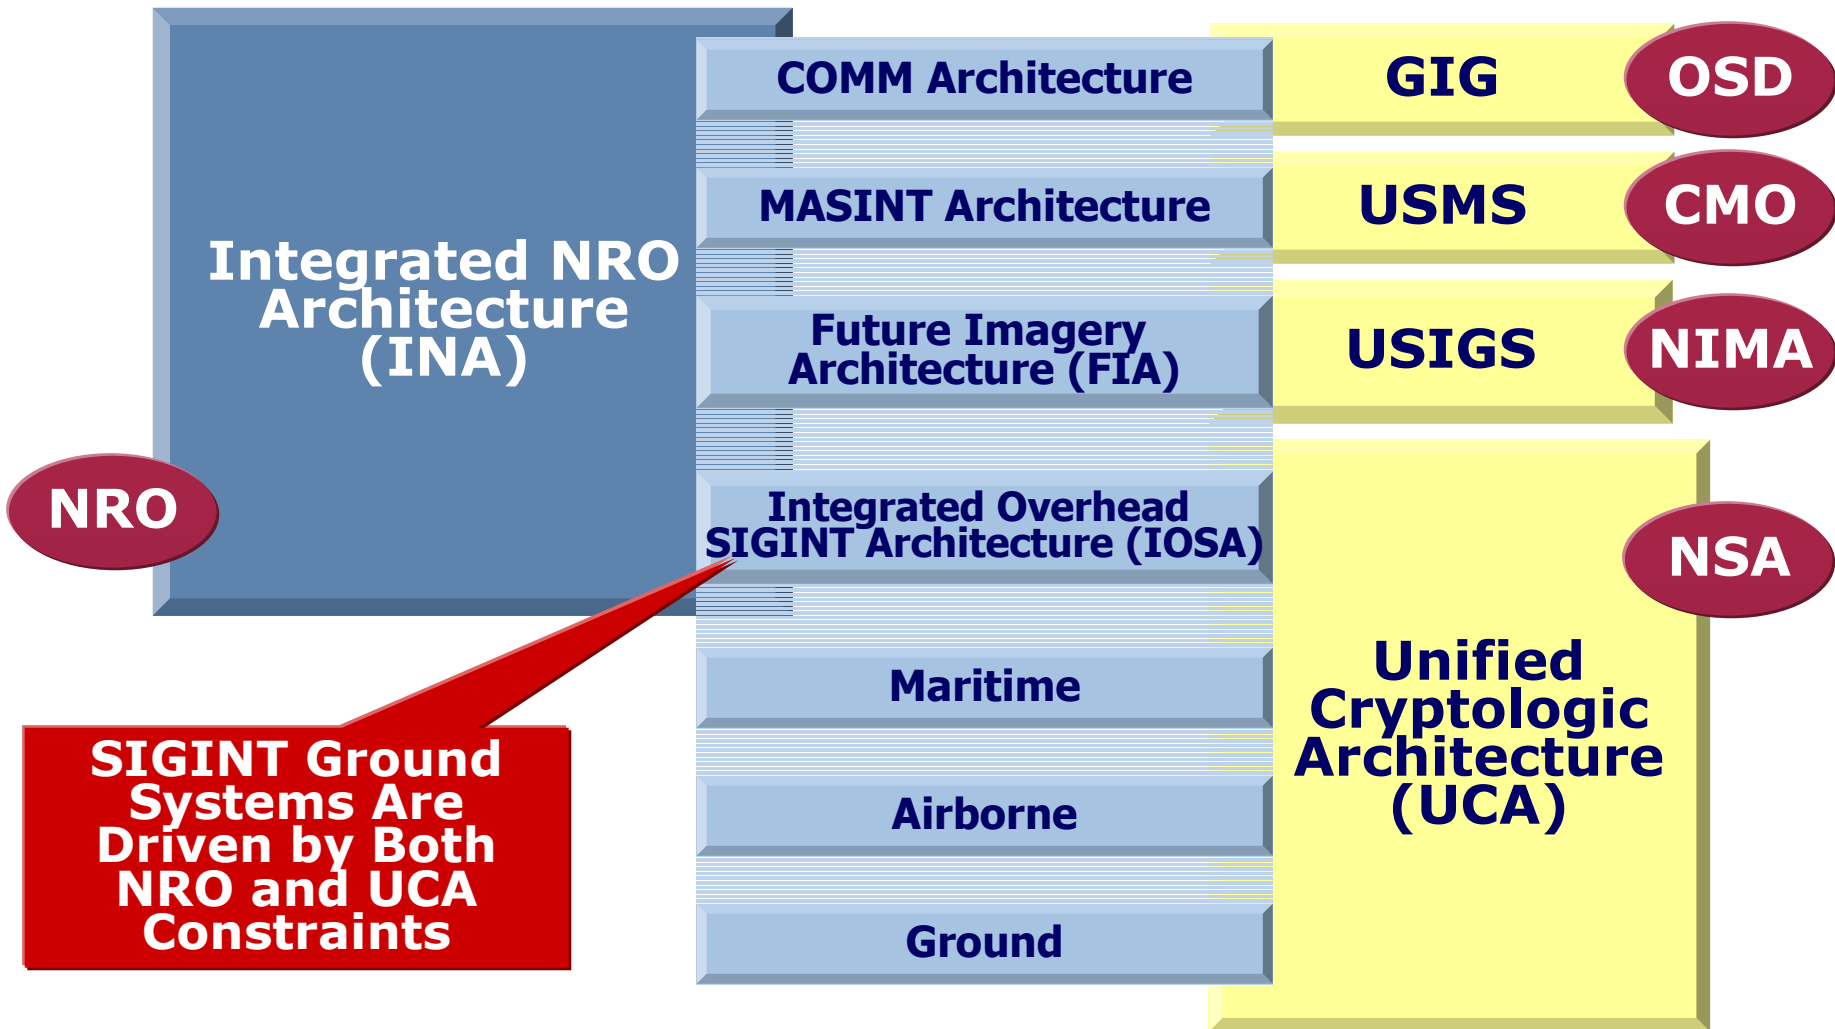 COMM Architecture
GIG
OSD
MASINT Architecture
USMS
CMO
Integrated NRO
Architecture
(INA)
Future Imagery
Architecture (FIA)
USIGS
NIMA
NRO
Integrated Overhead
SIGINT Architecture (IOSA)
NSA
Maritime
Airborne
Ground
Unified
Cryptologic
Architecture
(UCA)
SIGINT Ground
Systems Are
Driven by Both
NRO and UCA
Constraints